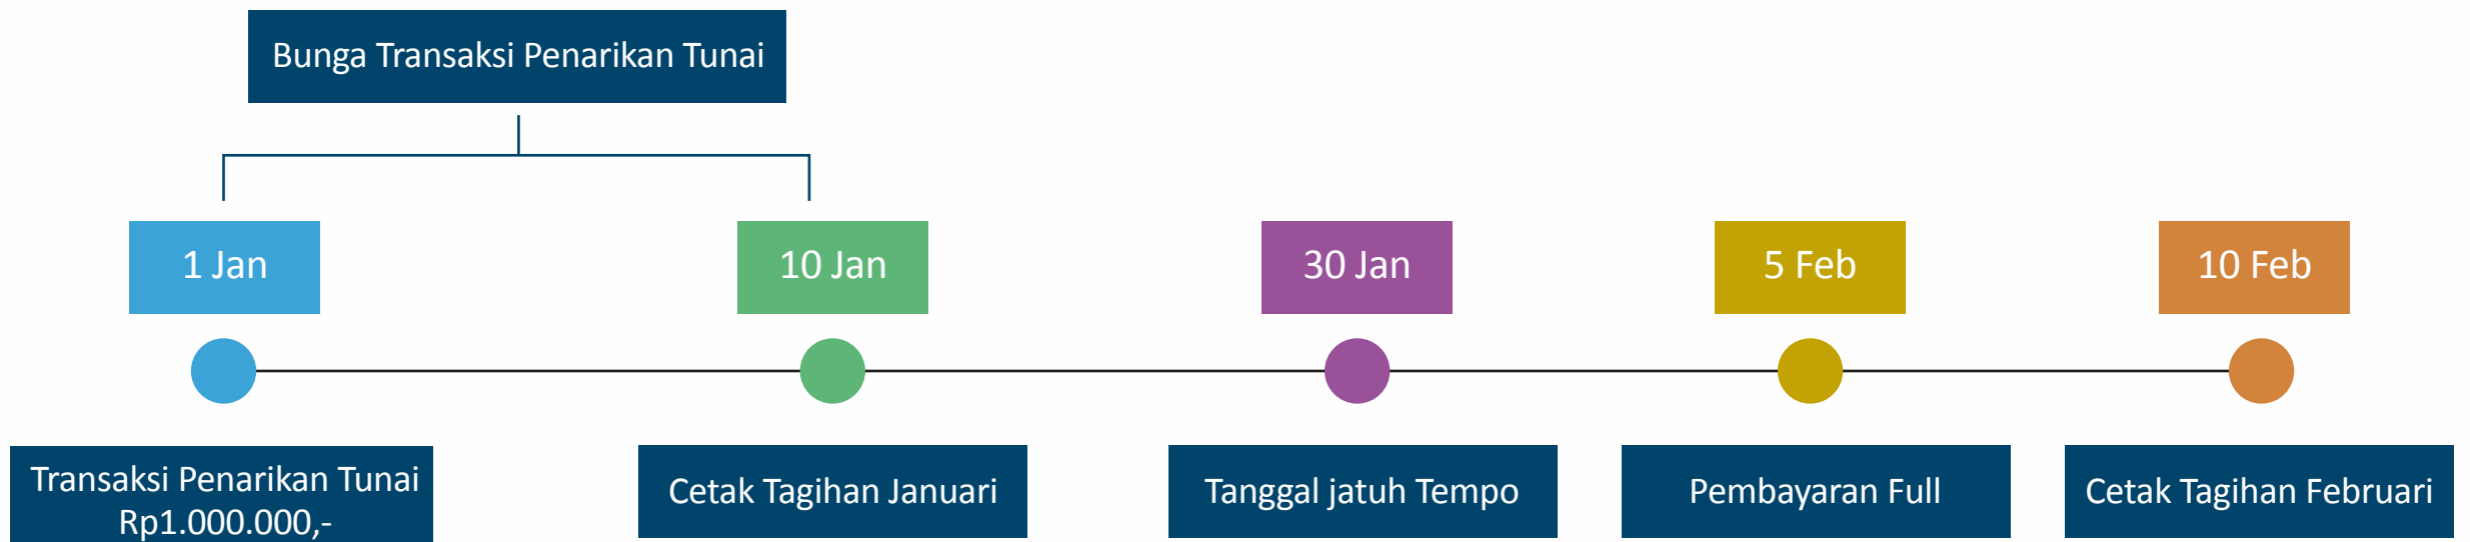 Bunga Transaksi Penarikan Tunai
1 Jan
10 Jan
30 Jan
5 Feb
10 Feb
Transaksi Penarikan Tunai
Rp1.000.000,-
Cetak Tagihan Januari
Tanggal jatuh Tempo
Pembayaran Full
Cetak Tagihan Februari